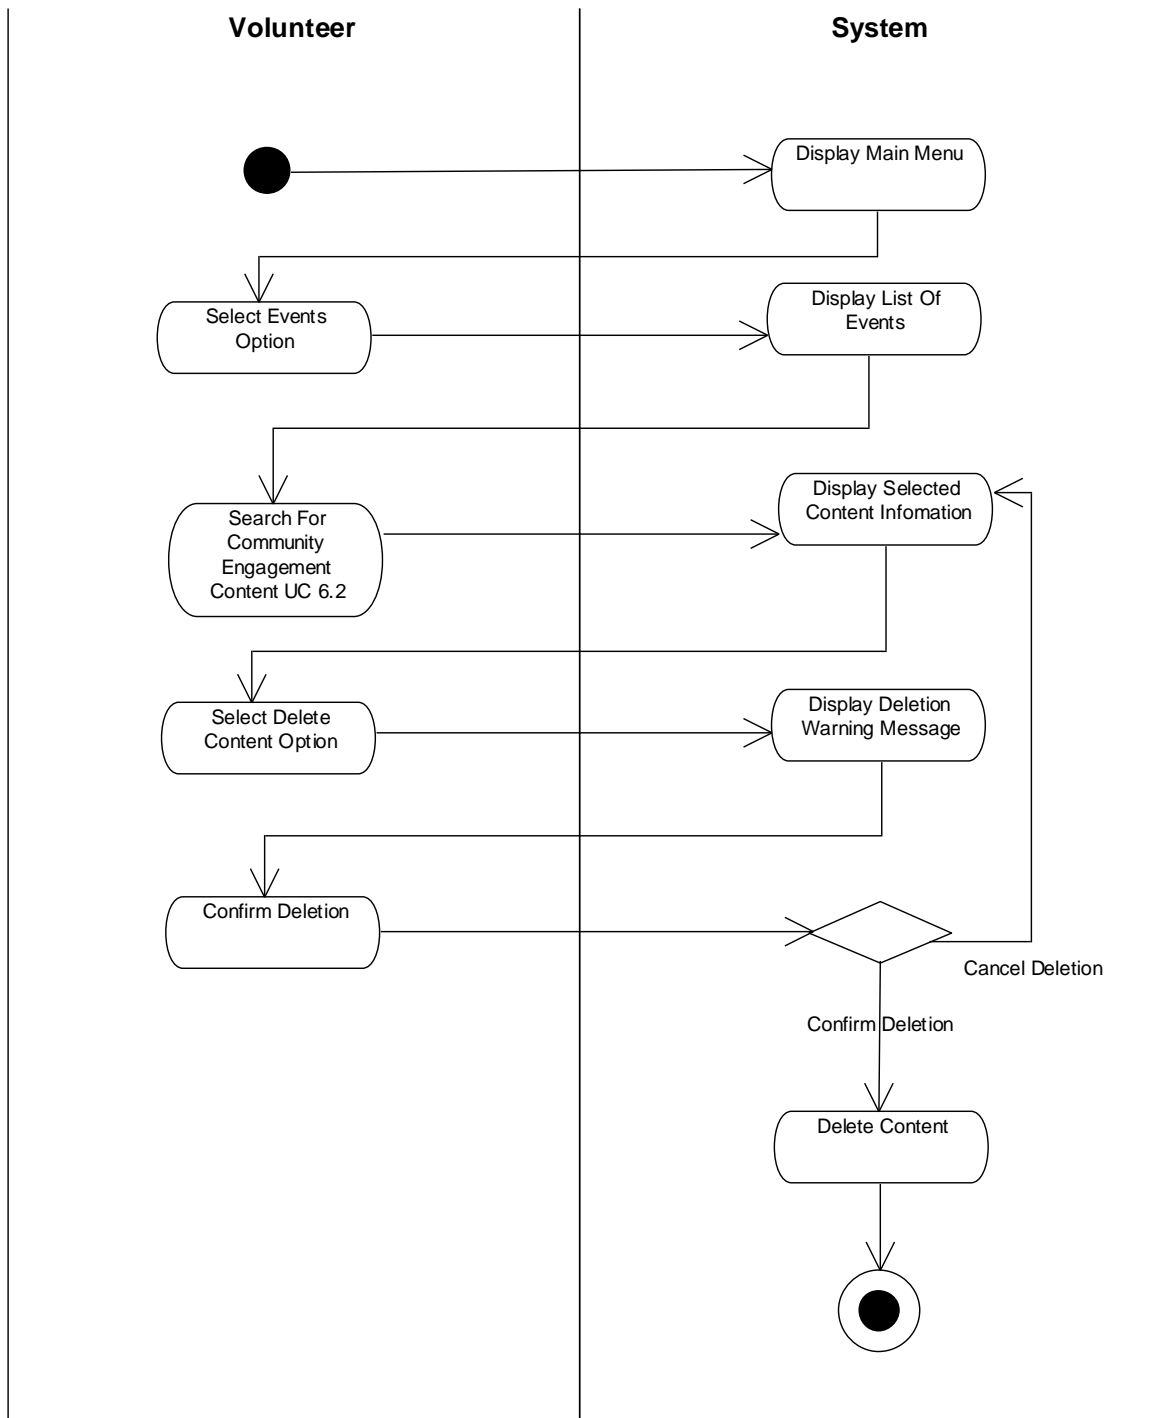 Volunteer
System
Display Main Menu
Select Events
Option
Display List Of
Events
Search For
Community
Engagement
Content UC 6.2
Display Selected
Content Infomation
Select Delete
Content Option
Display Deletion
Warning Message
Confirm Deletion
Cancel Deletion
Confirm Deletion
Delete Content